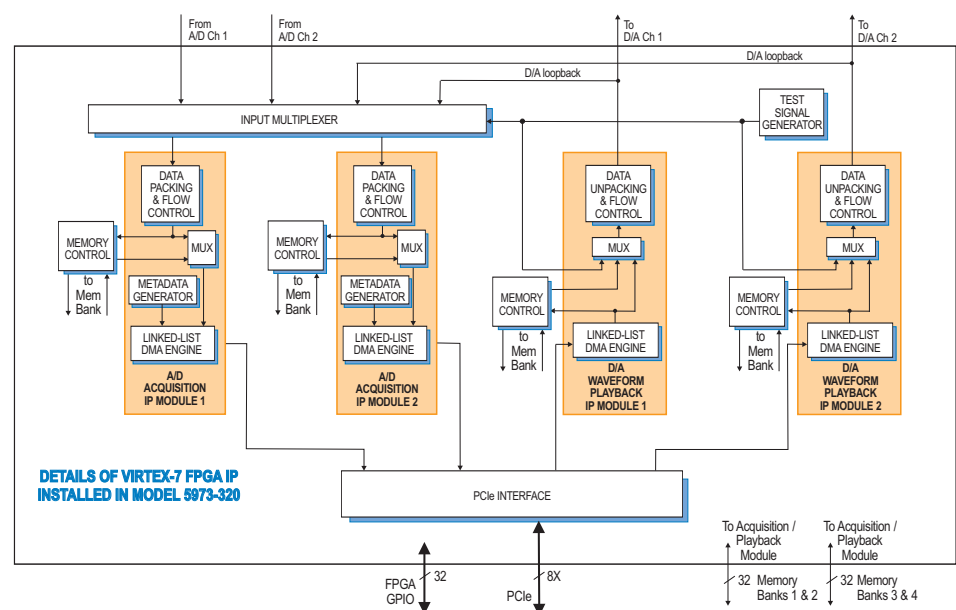 From
A/D Ch 1
From
A/D Ch 2
To
D/A Ch 1
To
D/A Ch 2
D/A loopback
D/A loopback
INPUT MULTIPLEXER
TEST
SIGNAL
GENERATOR
DATA
PACKING
& FLOW
CONTROL
MEMORY
CONTROL
MUX
to
Mem
Bank
METADATA
GENERATOR
LINKED-LIST
DMA ENGINE
A/D
ACQUISITION
IP MODULE 1
DATA
PACKING
& FLOW
CONTROL
MEMORY
CONTROL
MUX
to
Mem
Bank
METADATA
GENERATOR
LINKED-LIST
DMA ENGINE
A/D
ACQUISITION
IP MODULE 2
DATA
UNPACKING
& FLOW
CONTROL
MUX
MEMORY
CONTROL
to
Mem
Bank
LINKED-LIST
DMA ENGINE
D/A
WAVEFORM
PLAYBACK
IP MODULE 1
DATA
UNPACKING
& FLOW
CONTROL
MUX
MEMORY
CONTROL
to
Mem
Bank
LINKED-LIST
DMA ENGINE
D/A
WAVEFORM
PLAYBACK
IP MODULE 2
DETAILS OF VIRTEX-7 FPGA IP
INSTALLED IN MODEL 5973-320
PCIe INTERFACE
32
FPGA
GPIO
8X
PCIe
To Acquisition /
Playback
Module
32 Memory
Banks 1 & 2
To Acquisition /
Playback
Module
32 Memory
Banks 3 & 4